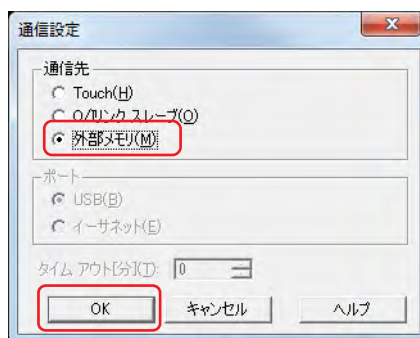 通信設定
通信先
Touch(H)
O/リンク スレーブ(O)
外部メモリ(M)
ポート
USB(B)
イーサネット(E)
タイム アウト[分](T): 0
OK キャンセル ヘルプ